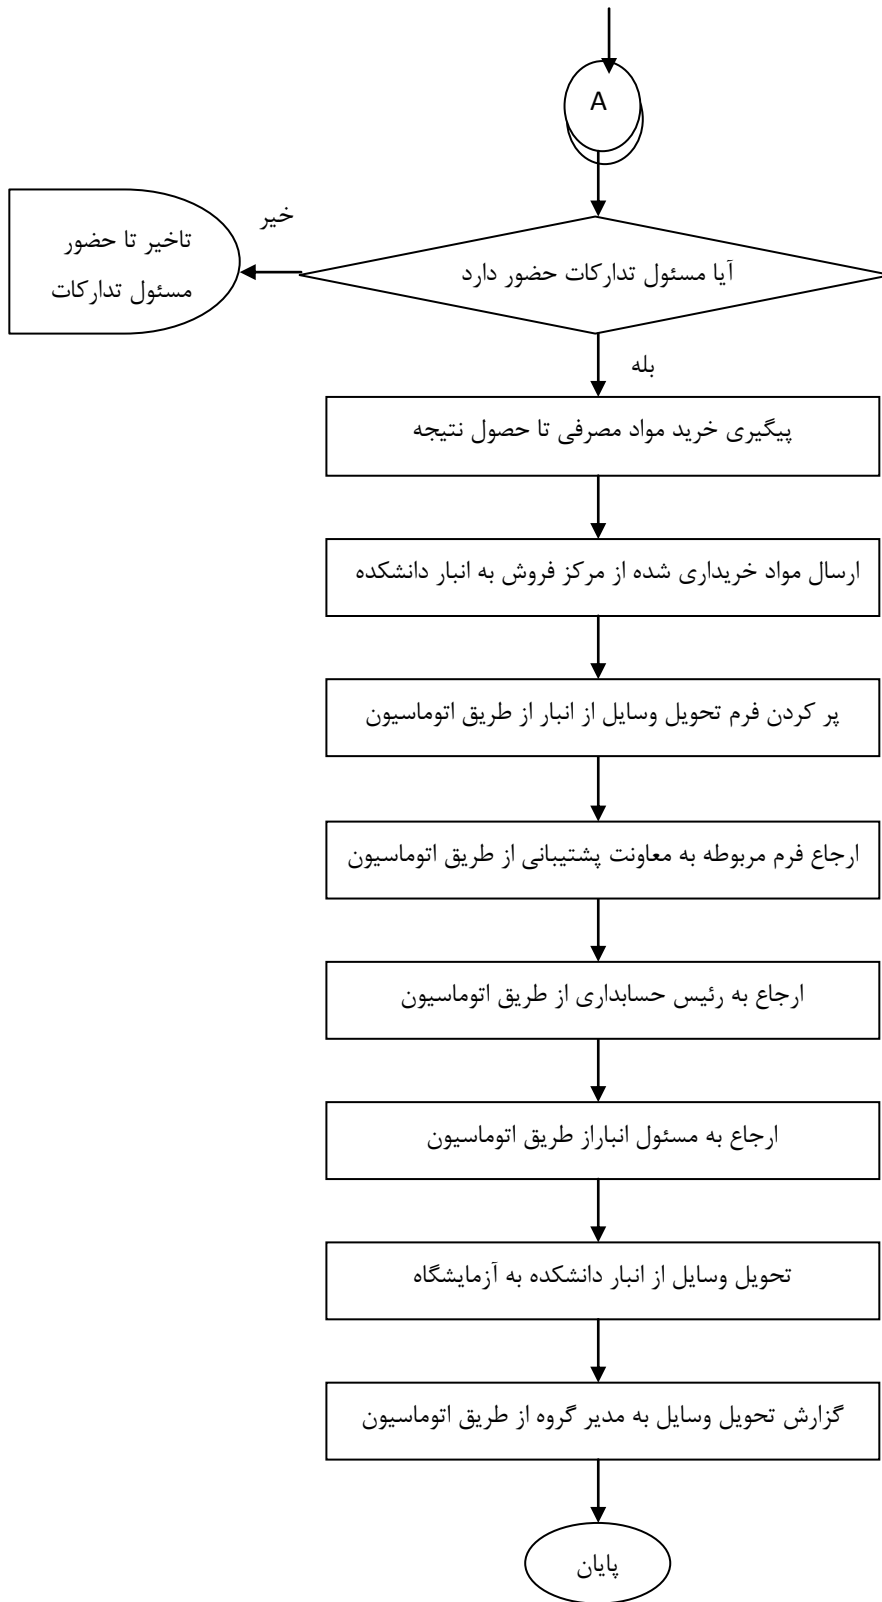 A
آیا مسئول تدارکات حضور دارد
خیر
تاخیر تا حضور
مسئول تدارکات
بله
پیگیری خرید مواد مصرفی تا حصول نتیجه
ارسال مواد خریداری شده از مرکز فروش به انبار دانشکده
پر کردن فرم تحویل وسایل از انبار از طریق اتوماسیون
ارجاع فرم مربوطه به معاونت پشتیبانی از طریق اتوماسیون
ارجاع به رئیس حسابداری از طریق اتوماسیون
ارجاع به مسئول انباراز طریق اتوماسیون
تحویل وسایل از انبار دانشکده به آزمایشگاه
گزارش تحویل وسایل به مدیر گروه از طریق اتوماسیون
پایان